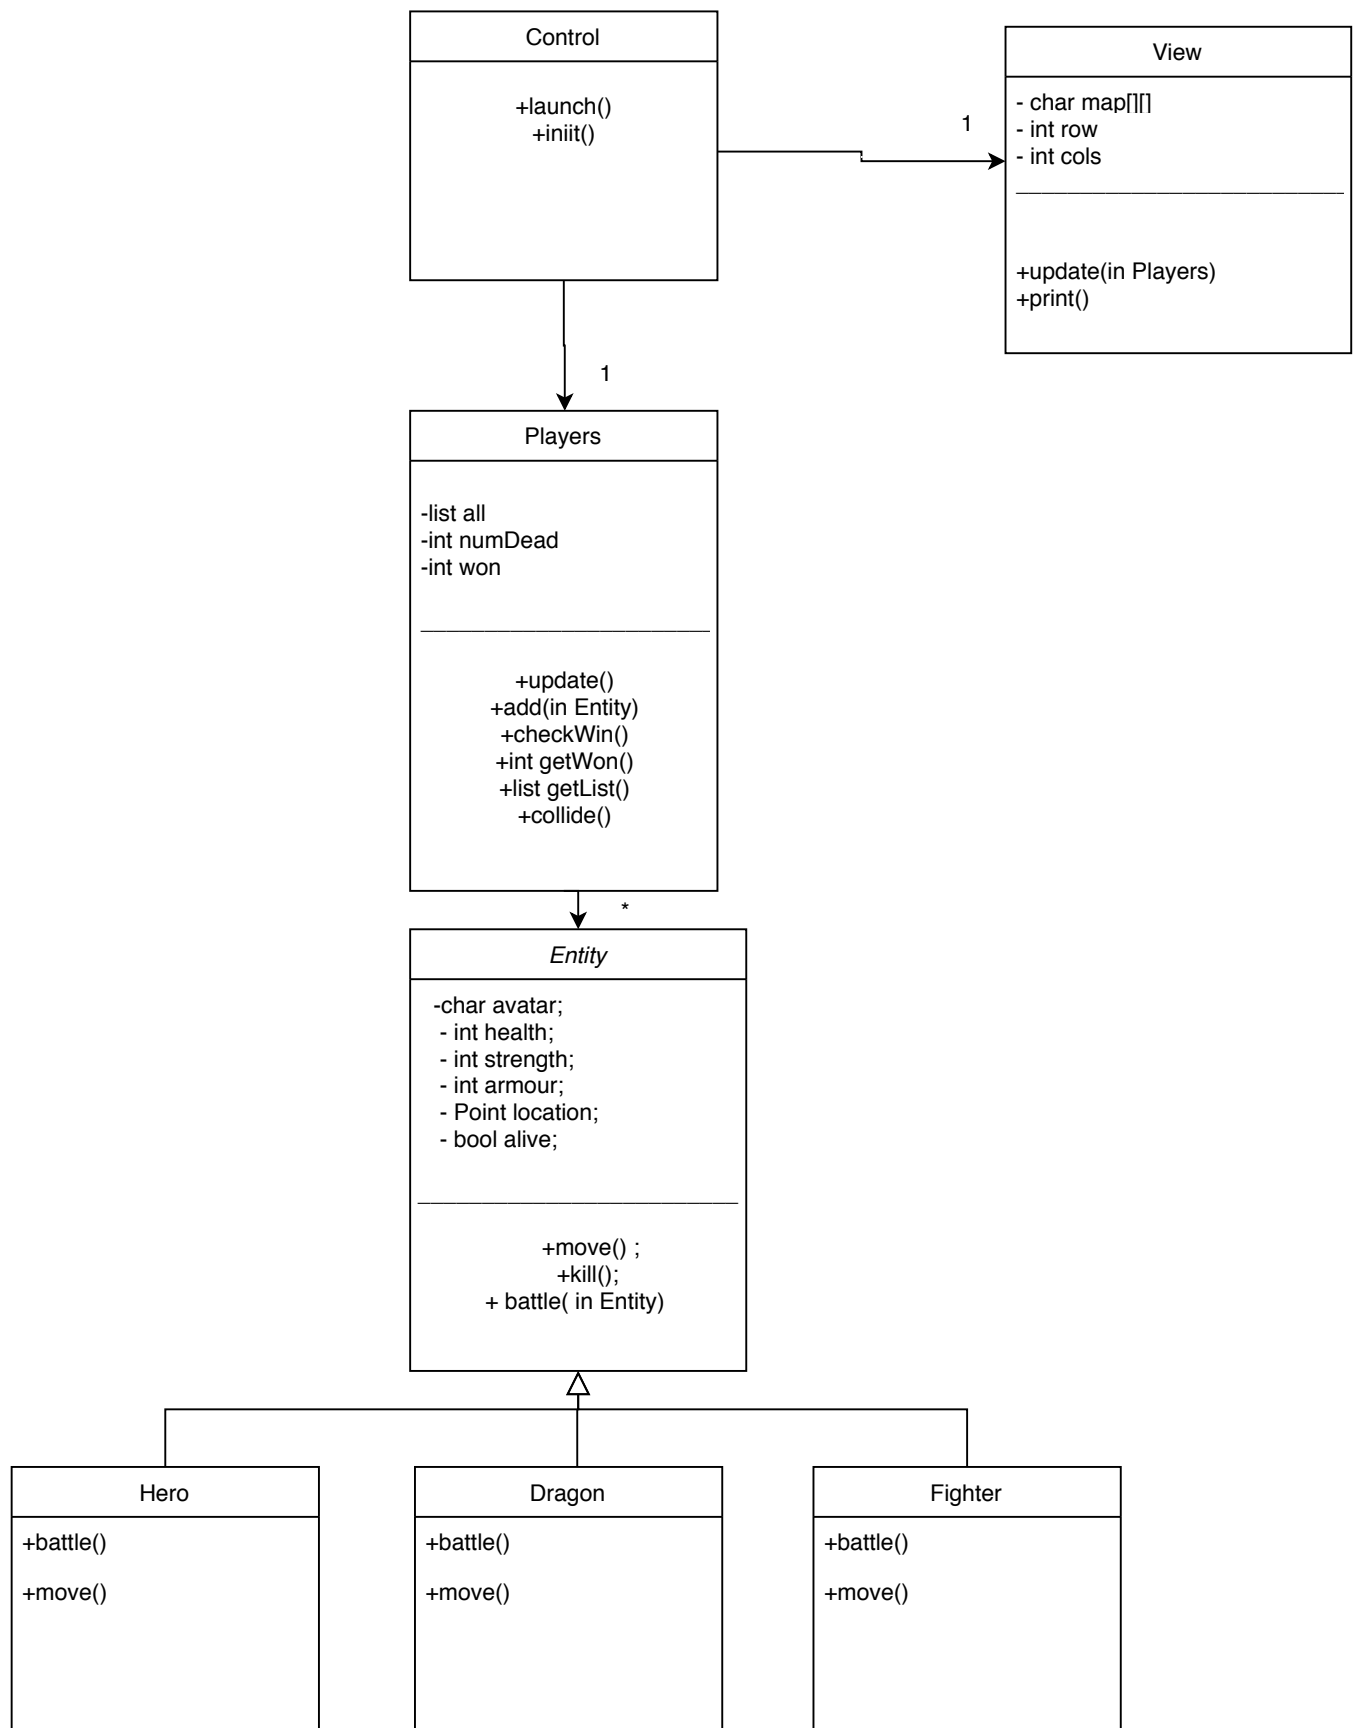 Control
+launch()
+iniit()
View
- char map[][]
- int row
- int cols
+update(in Players)
+print()
1
1
Players
-list all
-int numDead
-int won
+update()
+add(in Entity)
+checkWin()
+int getWon()
+list getList()
+collide()
*
Entity
-char avatar;
- int health;
- int strength;
- int armour;
- Point location;
- bool alive;
+move() ;
+kill();
+ battle( in Entity)
Hero
+battle()
+move()
Dragon
+battle()
+move()
Fighter
+battle()
+move()